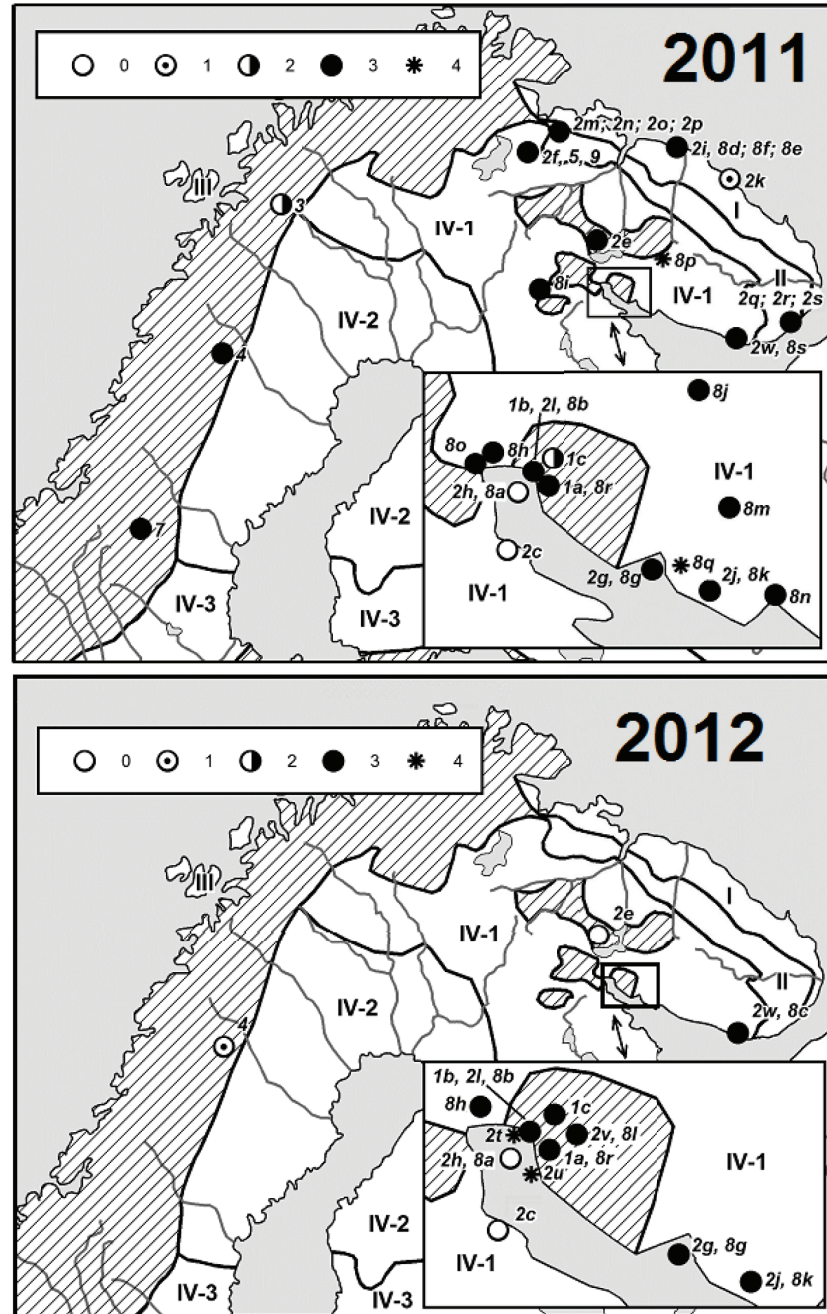 2011
0 1 2 3 4
2m; 2n; 2o; 2p
2i, 8d; 8f; 8e
2f, 5, 9
2k
III
3
I
IV-1
2e
8p
II
8i
IV-1
2q; 2r; 2s
IV-2
2w, 8s
4
1b, 2l, 8b
8j
8o
8h
1c
IV-1
2h, 8a
1a, 8r
8m
IV-2
7
2c
8q
2g, 8g
2j, 8k
IV-1
8n
IV-3
IV-3
2012
0 1 2 3 4
III
I
2e
IV-1
II
IV-2
2w, 8c
4
1b, 2l, 8b
8h
1c
2t
2v, 8l
2h, 8a
1a, 8r
IV-1
2u
2c
IV-2
2g, 8g
IV-1
2j, 8k
IV-3
IV-3